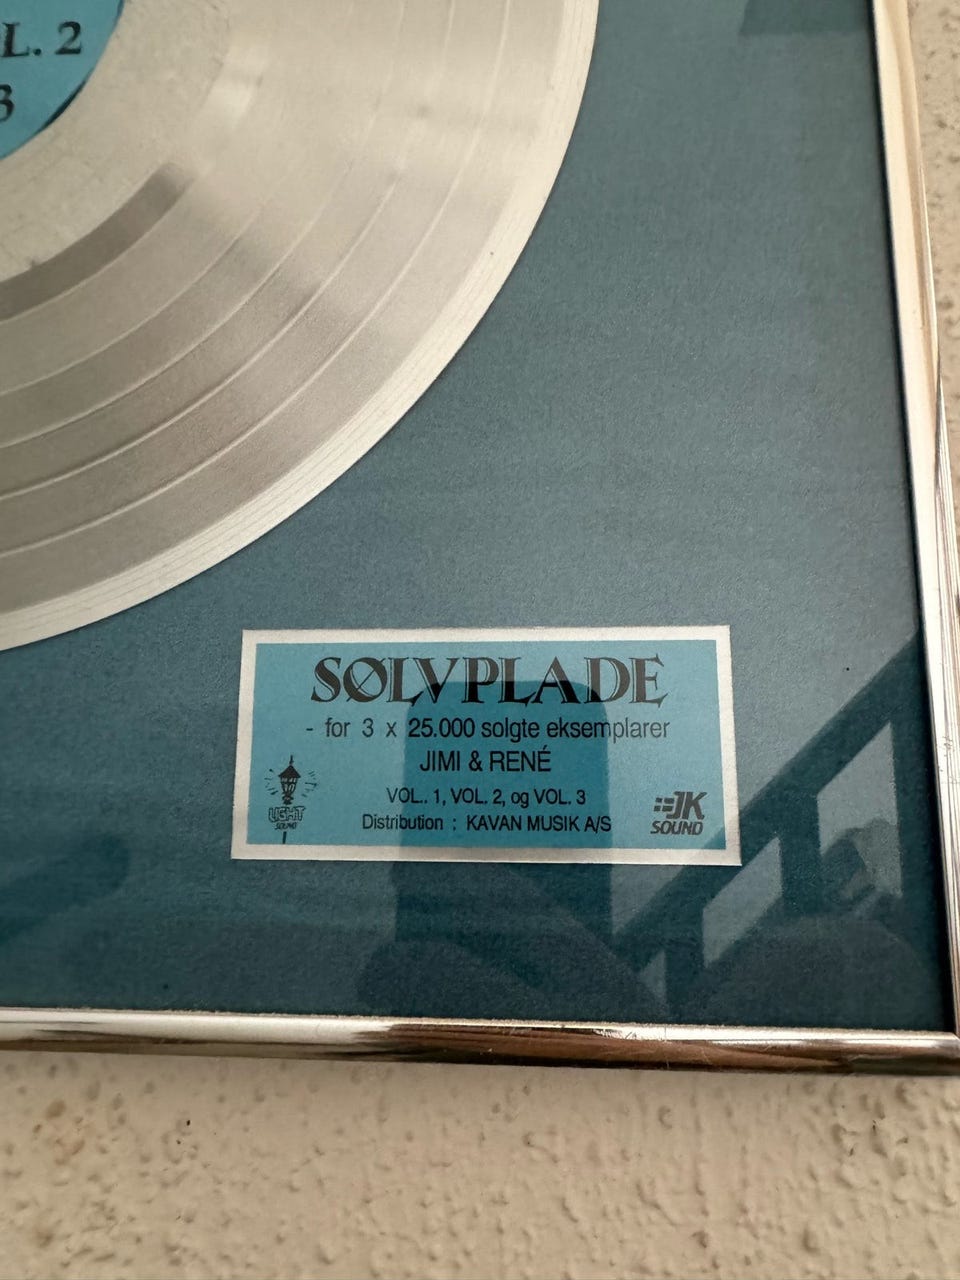 L. 2
3
SØLVPLADE
- for 3 x 25.000 solgte eksemplarer
JIMI & RENÉ
VOL.. 1, VOL. 2, og VOL. 3
Distribution : KAVAN MUSIK A/S
LIGHT
SOUND
JK
SOUND